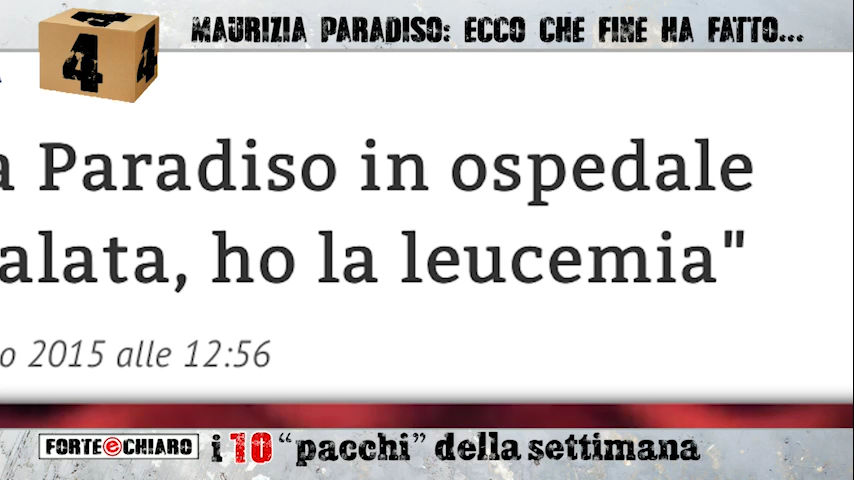 4 4
MAURIZIA PARADISO: ECCO CHE FINE HA FATTO...
a Paradiso in ospedale
alata, ho la leucemia"
o 2015 alle 12:56
FORTE e CHIARO i 10 “pacchi” della settimana